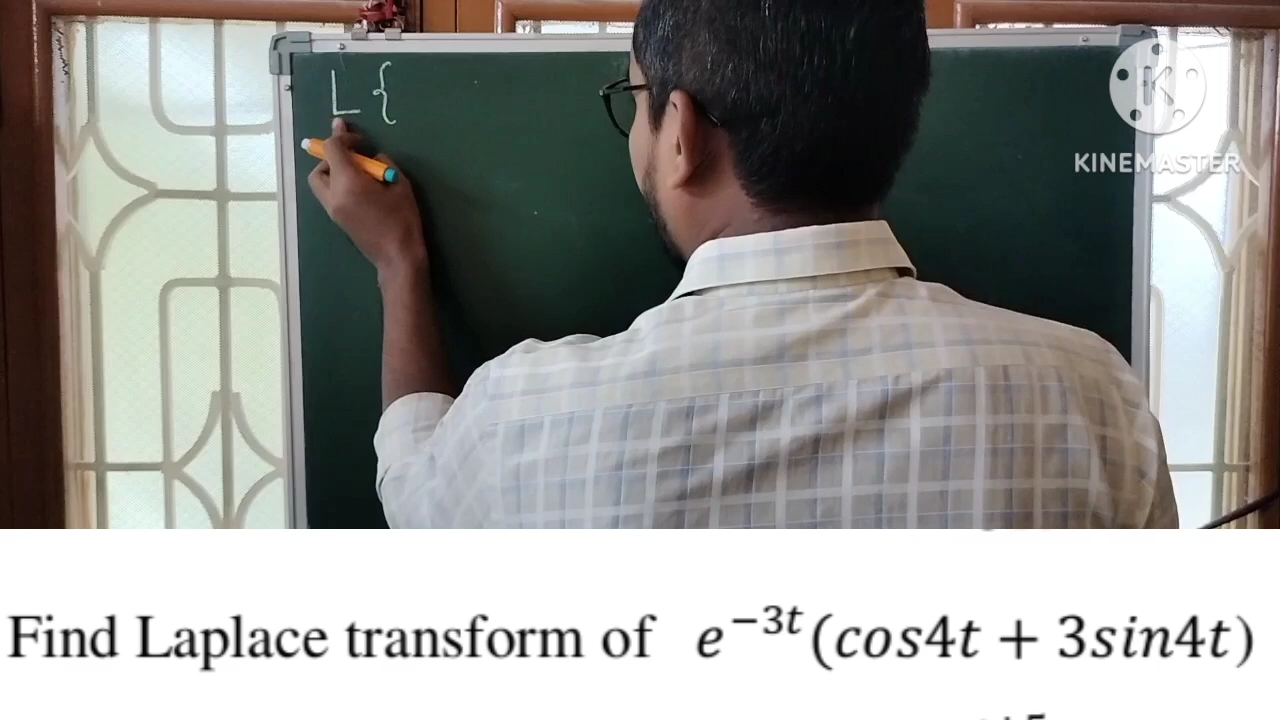 L {
K
KINEMASTER
Find Laplace transform of e^{-3t}(cos4t + 3sin4t)